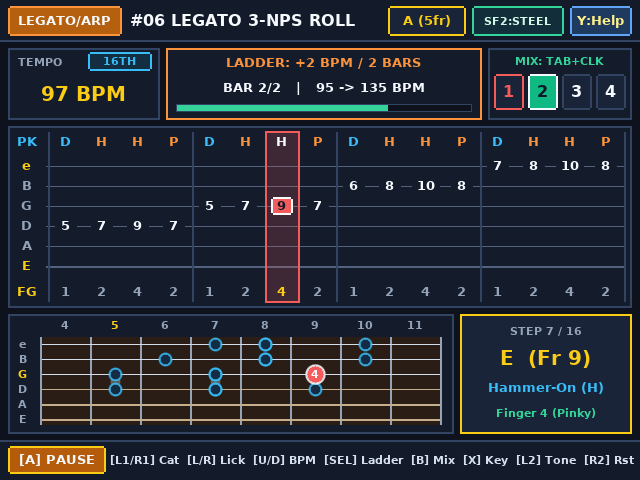 LEGATO/ARP #06 LEGATO 3-NPS ROLL A (5fr) SF2:STEEL Y:Help
TEMPO 16TH
97 BPM
LADDER: +2 BPM / 2 BARS
BAR 2/2 | 95 -> 135 BPM
MIX: TAB+CLK
1 2 3 4
PK D H H P D H H P D H H P D H H P
e 7 8 10 8
B 6 8 10 8
G 5 7 9 7
D 5 7 9 7
A
E
FG 1 2 4 2 1 2 4 2 1 2 4 2 1 2 4 2
4 5 6 7 8 9 10 11
e
B
G 4
D
A
E
STEP 7 / 16
E (Fr 9)
Hammer-On (H)
Finger 4 (Pinky)
[A] PAUSE [L1/R1] Cat [L/R] Lick [U/D] BPM [SEL] Ladder [B] Mix [X] Key [L2] Tone [R2] Rst